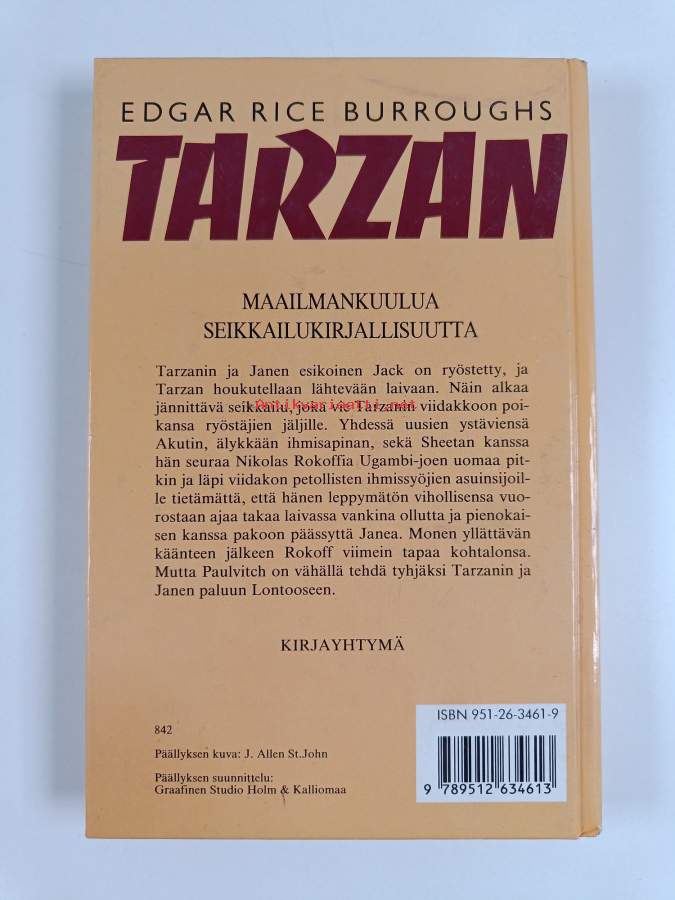 EDGAR RICE BURROUGHS
TARZAN
MAAILMANKUULUA
SEIKKAILUKIRJALLISUUTTA
Tarzanin ja Janen esikoinen Jack on ryöstetty, ja
Tarzan houkutellaan lähtevään laivaan. Näin alkaa
jännittävä seikkailu, joka vie Tarzanin viidakkoon poi-
Antikvariaatti.net
kansa ryöstäjien jäljille. Yhdessä uusien ystäviensä
Akutin, älykkään ihmisapinan, sekä Sheetan kanssa
hän seuraa Nikolas Rokoffia Ugambi-joen uomaa pit-
kin ja läpi viidakon petollisten ihmissyöjien asuinsijoil-
le tietämättä, että hänen leppymätön vihollisensa vuo-
rostaan ajaa takaa laivassa vankina ollutta ja pienokai-
sen kanssa pakoon päässyttä Janea. Monen yllättävän
käänteen jälkeen Rokoff viimein tapaa kohtalonsa.
Mutta Paulvitch on vähällä tehdä tyhjäksi Tarzanin ja
Janen paluun Lontooseen.
KIRJAYHTYMÄ
842
Päällyksen kuva: J. Allen St.John
Päällyksen suunnittelu:
Graafinen Studio Holm & Kalliomaa
ISBN 951-26-3461-9
9 789512 634613